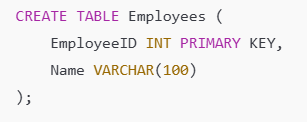 CREATE TABLE Employees (
    EmployeeID INT PRIMARY KEY,
    Name VARCHAR(100)
);